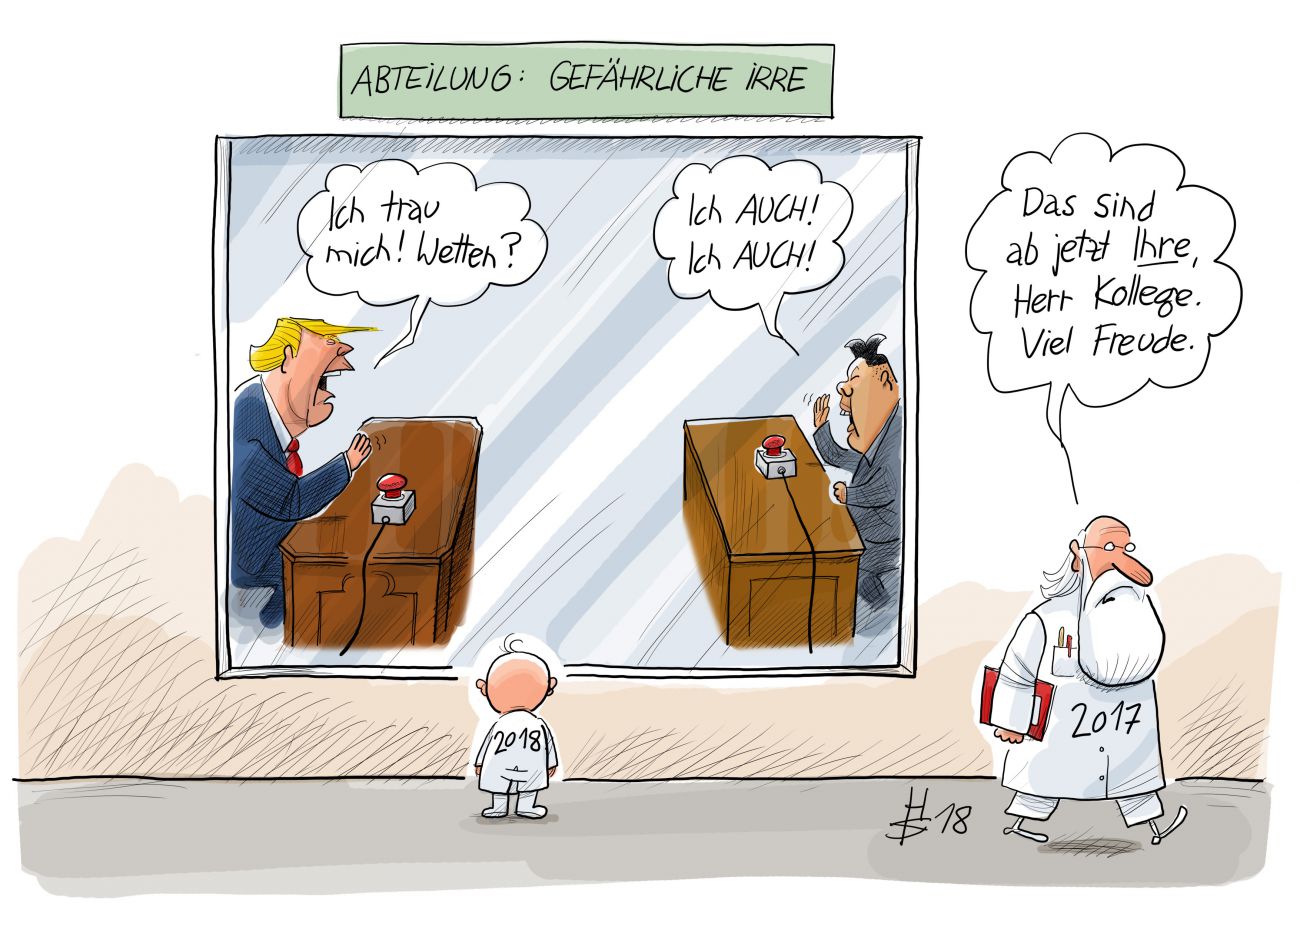 ABTEILUNG: GEFÄHRLICHE IRRE
Ich trau
mich! Wetten?
Ich AUCH!
Ich AUCH!
Das sind
ab jetzt Ihre,
Herr Kollege.
Viel Freude.
2018
2017
HS 18